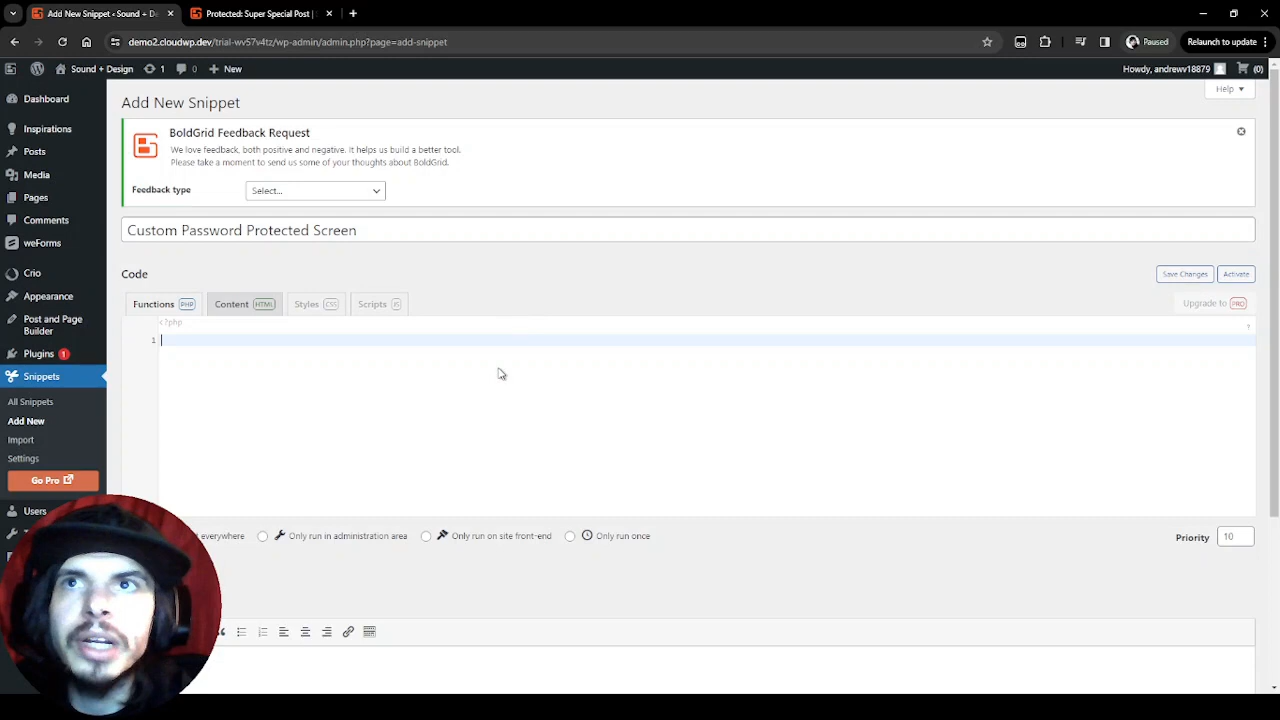 Add New Snippet ‹ Sound + De
Protected: Super Special Post |
demo2.cloudwp.dev/trial-wv57v4tz/wp-admin/admin.php?page=add-snippet
Paused
Relaunch to update
Sound + Design
1
0
New
Howdy, andrewv18879
(0)
Dashboard
Inspirations
Posts
Media
Pages
Comments
weForms
Crio
Appearance
Post and Page
Builder
Plugins 1
Snippets
All Snippets
Add New
Import
Settings
Go Pro
Users
Help
Add New Snippet
BoldGrid Feedback Request
We love feedback, both positive and negative. It helps us build a better tool.
Please take a moment to send us some of your thoughts about BoldGrid.
Feedback type
Select...
Custom Password Protected Screen
Code
Save Changes
Activate
Functions PHP
Content HTML
Styles CSS
Scripts JS
Upgrade to PRO
<?php
?
1
everywhere
Only run in administration area
Only run on site front-end
Only run once
Priority
10